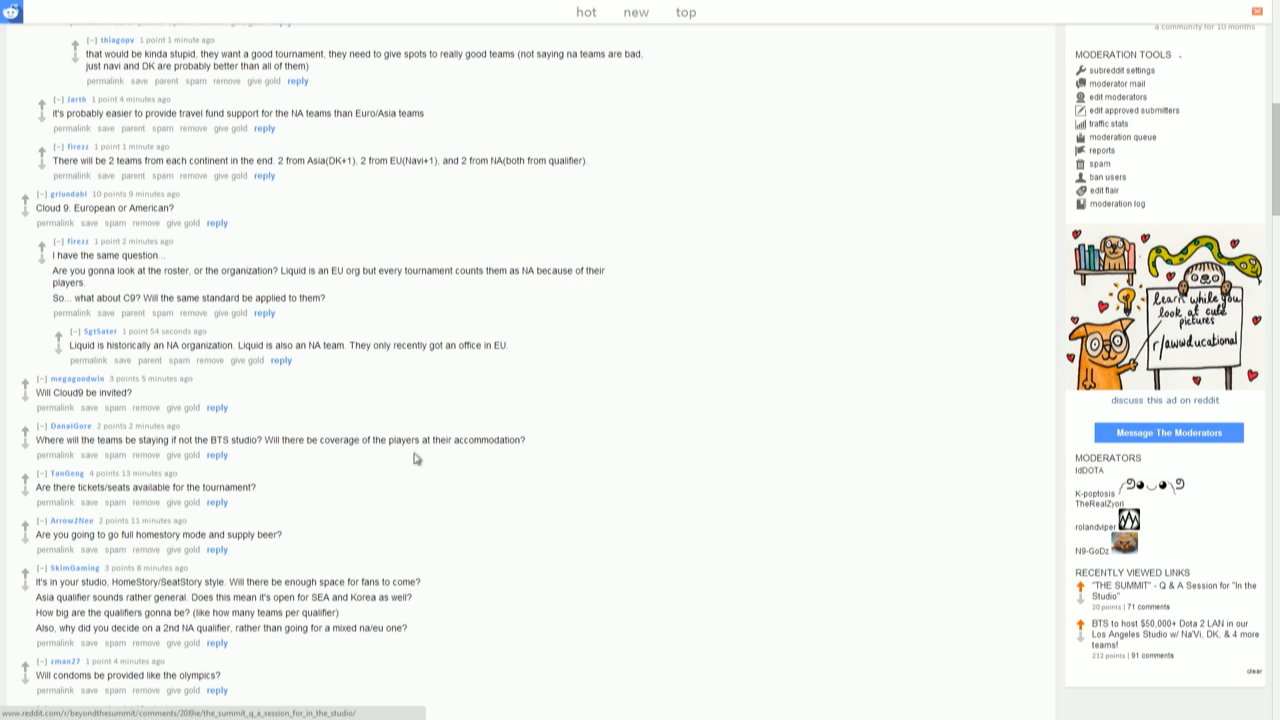 hot new top
[–] thiagopv 1 point 1 minute ago
that would be kinda stupid, they want a good tournament, they need to give spots to really good teams (not saying na teams are bad,
just navi and DK are probably better than all of them)
permalink save parent spam remove give gold reply
[–] Jarth 1 point 4 minutes ago
it's probably easier to provide travel fund support for the NA teams than Euro/Asia teams
permalink save parent spam remove give gold reply
[–] firezz 1 point 1 minute ago
There will be 2 teams from each continent in the end. 2 from Asia(DK+1), 2 from EU(Navi+1), and 2 from NA(both from qualifier).
permalink save parent spam remove give gold reply
[–] grlundahl 10 points 9 minutes ago
Cloud 9. European or American?
permalink save spam remove give gold reply
[–] firezz 1 point 2 minutes ago
I have the same question...
Are you gonna look at the roster, or the organization? Liquid is an EU org but every tournament counts them as NA because of their
players.
So... what about C9? Will the same standard be applied to them?
permalink save parent spam remove give gold reply
[–] SgtSater 1 point 54 seconds ago
Liquid is historically an NA organization. Liquid is also an NA team. They only recently got an office in EU.
permalink save parent spam remove give gold reply
[–] megagoodwin 3 points 5 minutes ago
Will Cloud9 be invited?
permalink save spam remove give gold reply
[–] DanalGore 2 points 2 minutes ago
Where will the teams be staying if not the BTS studio? Will there be coverage of the players at their accommodation?
permalink save spam remove give gold reply
[–] TanGeng 4 points 13 minutes ago
Are there tickets/seats available for the tournament?
permalink save spam remove give gold reply
[–] Arrow2Nee 2 points 11 minutes ago
Are you going to go full homestory mode and supply beer?
permalink save spam remove give gold reply
[–] SkimGaming 3 points 8 minutes ago
It's in your studio, HomeStory/SeatStory style. Will there be enough space for fans to come?
Asia qualifier sounds rather general. Does this mean it's open for SEA and Korea as well?
How big are the qualifiers gonna be? (like how many teams per qualifier)
Also, why did you decide on a 2nd NA qualifier, rather than going for a mixed na/eu one?
permalink save spam remove give gold reply
[–] zman27 1 point 4 minutes ago
Will condoms be provided like the olympics?
permalink save spam remove give gold reply
a community for 10 months
MODERATION TOOLS
subreddit settings
moderator mail
edit moderators
edit approved submitters
traffic stats
moderation queue
reports
spam
ban users
edit flair
moderation log
learn while you
look at cute
pictures
r/awwducational
discuss this ad on reddit
Message The Moderators
MODERATORS
IdDOTA
K-poptosis
TheRealZyori
rolandviper
N9-GoDz
RECENTLY VIEWED LINKS
"THE SUMMIT" - Q & A Session for "In the
Studio"
20 points | 71 comments
BTS to host $50,000+ Dota 2 LAN in our
Los Angeles Studio w/ Na'Vi, DK, & 4 more
teams!
212 points | 91 comments
clear